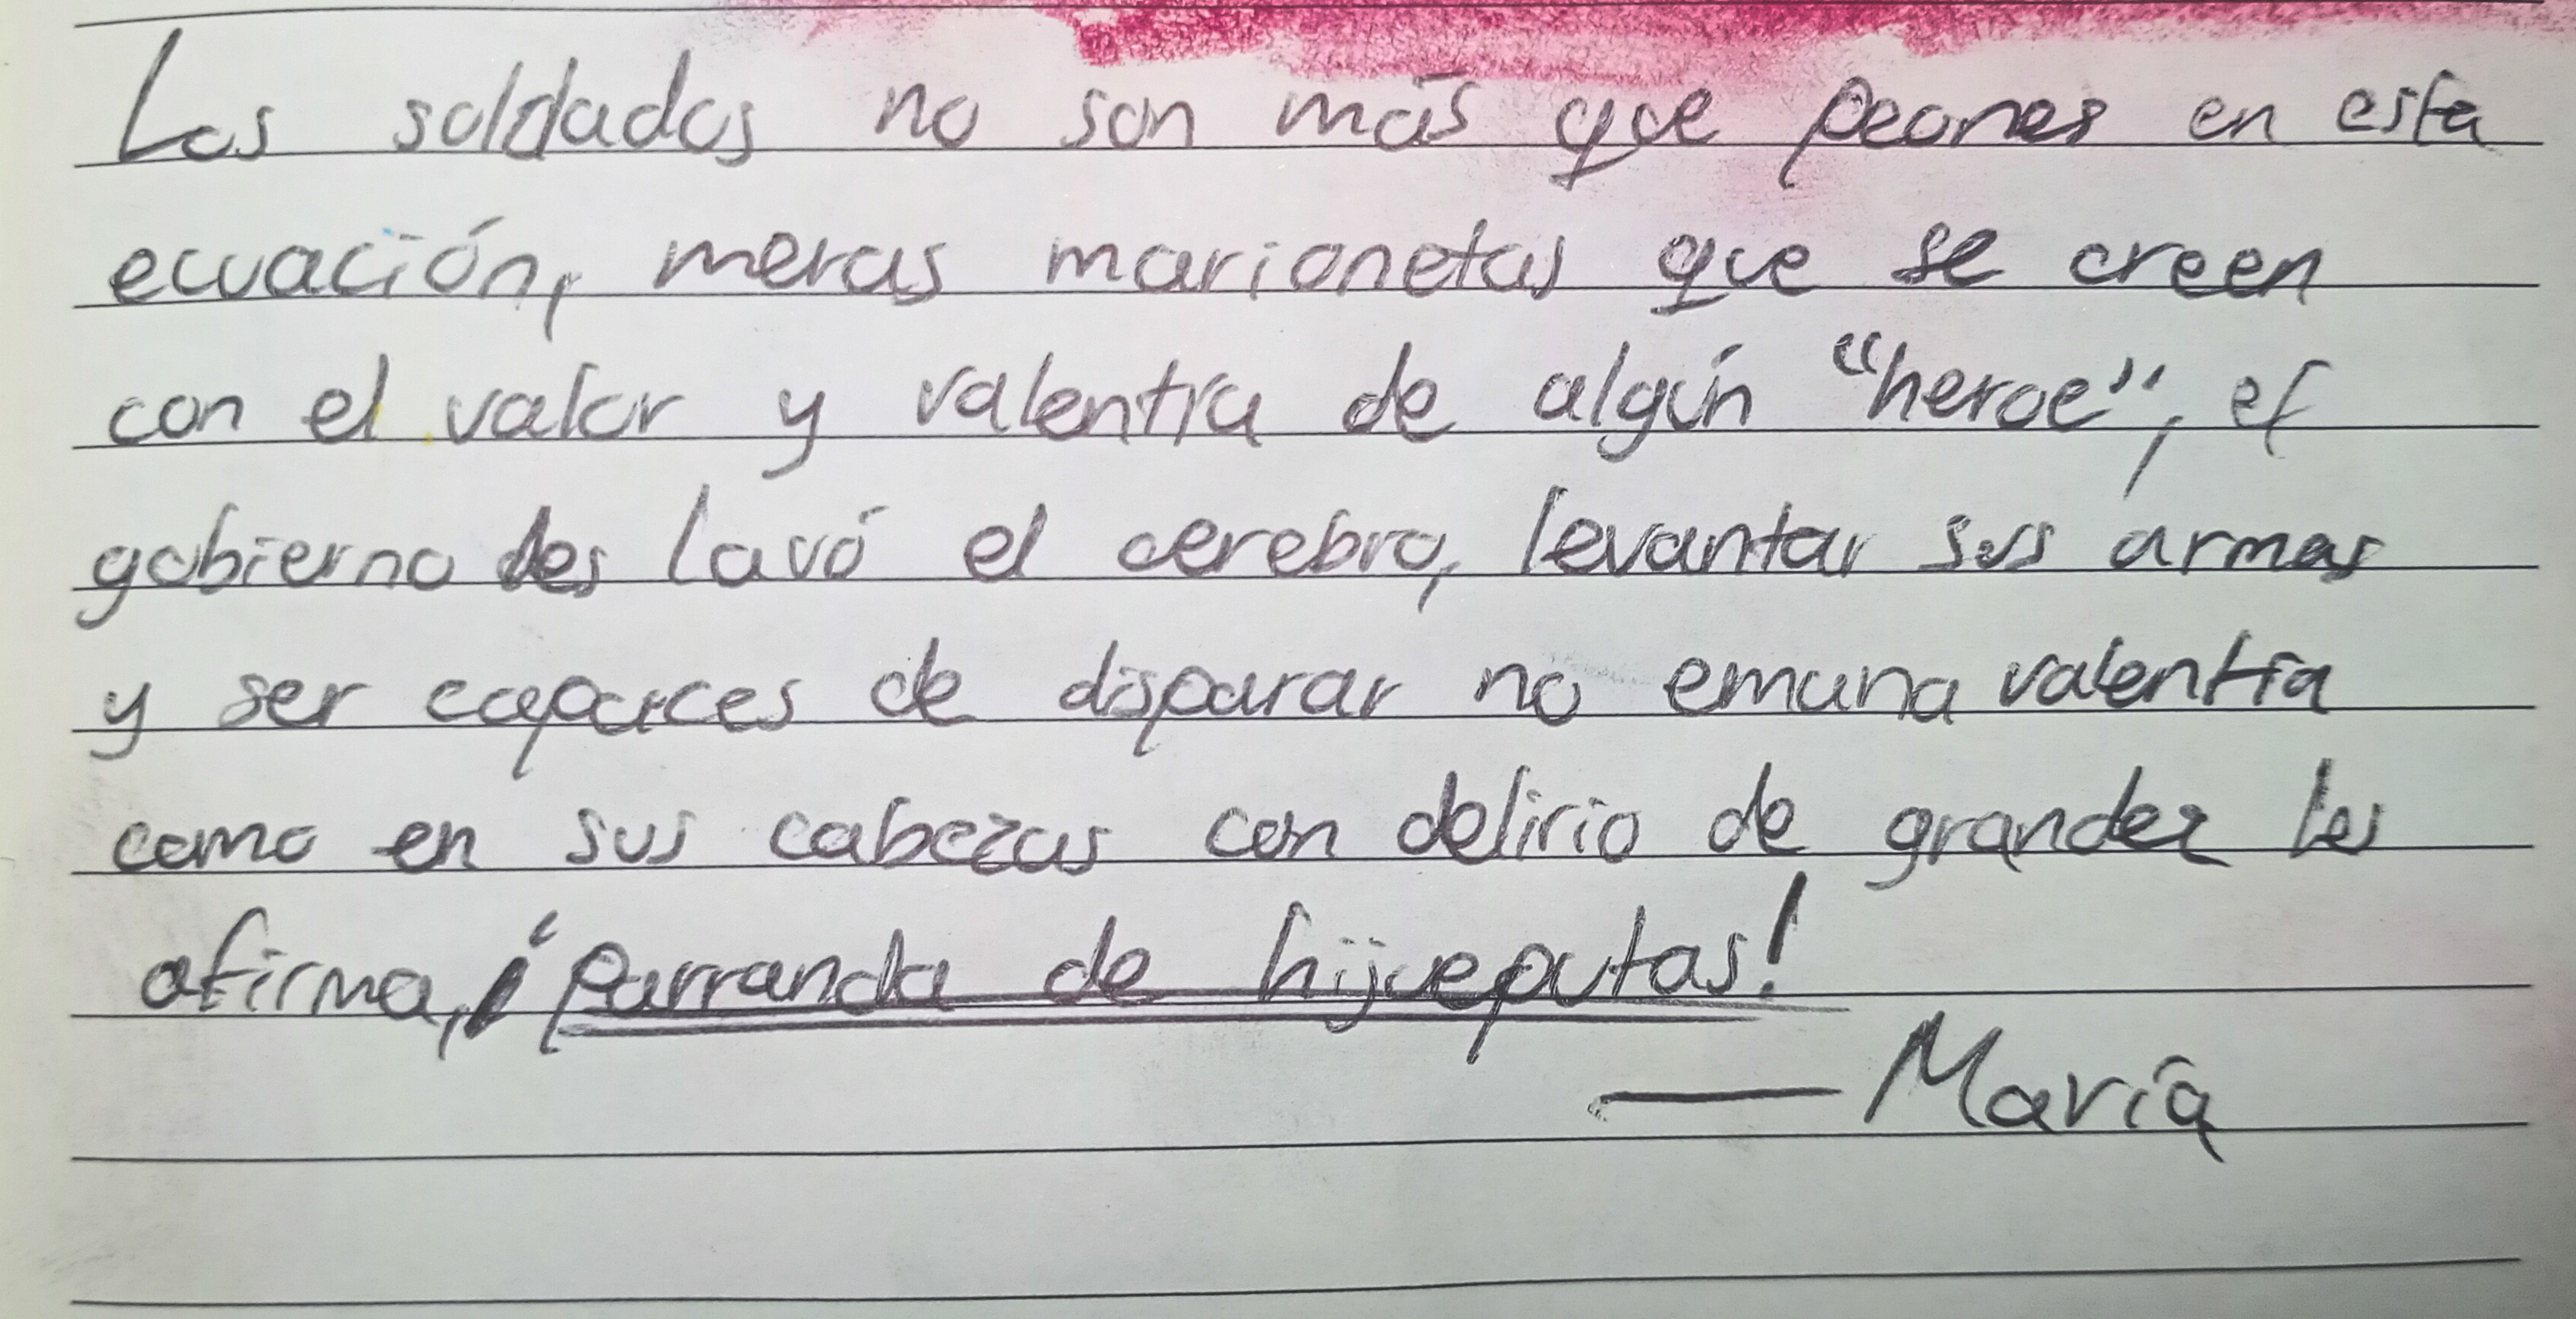 Los soldados no son más que peones en esta
ecuación, meras marionetas que se creen
con el valor y valentía de algún "heroe", el
gobierno les lavó el cerebro, levantar sus armas
y ser capaces de disparar no emana valentía
como en sus cabezas con delirio de grandez les
afirma, ¡Parranda de hijueputas!
— María